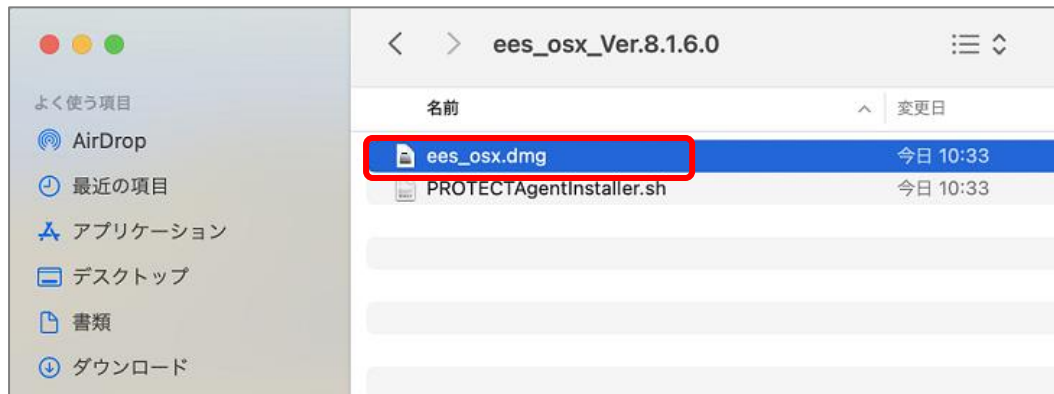 ees_osx_Ver.8.1.6.0
よく使う項目
AirDrop
最近の項目
アプリケーション
デスクトップ
書類
ダウンロード
名前 変更日
ees_osx.dmg 今日 10:33
PROTECTAgentInstaller.sh 今日 10:33